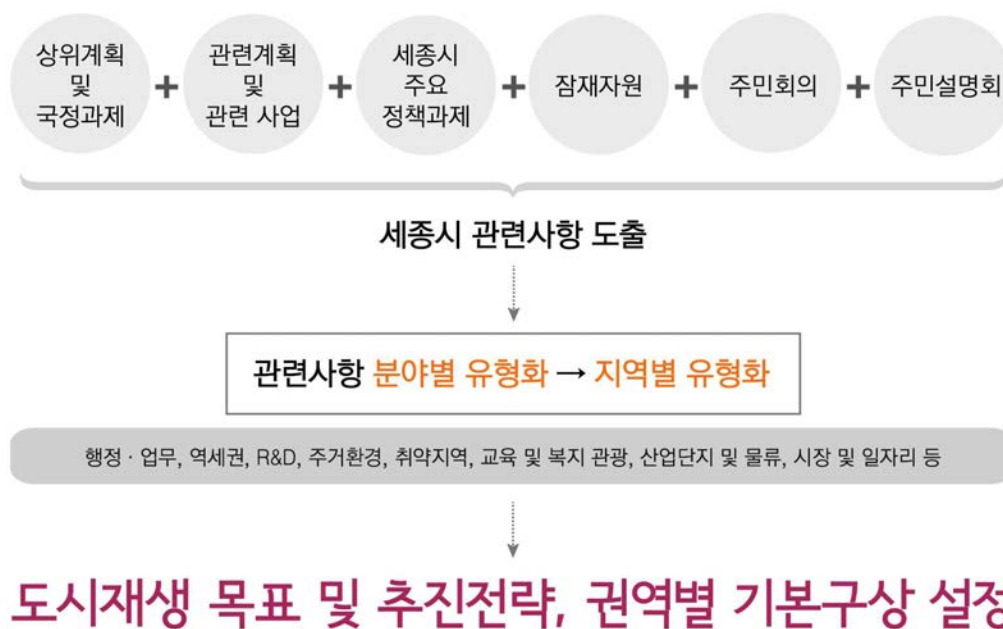 상위계획
및
국정과제
+
관련계획
및
관련 사업
+
세종시
주요
정책과제
+
잠재자원
+
주민회의
+
주민설명회
세종시 관련사항 도출
관련사항 분야별 유형화 → 지역별 유형화
행정 · 업무, 역세권, R&D, 주거환경, 취약지역, 교육 및 복지 관광, 산업단지 및 물류, 시장 및 일자리 등
도시재생 목표 및 추진전략, 권역별 기본구상 설정